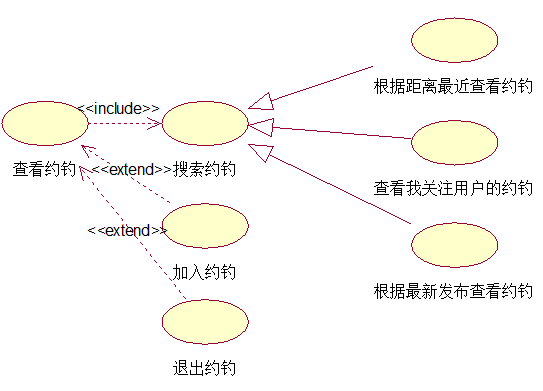 <<include>>
查看约钓
搜索约钓
根据距离最近查看约钓
<<extend>>
查看我关注用户的约钓
<<extend>>
加入约钓
根据最新发布查看约钓
退出约钓